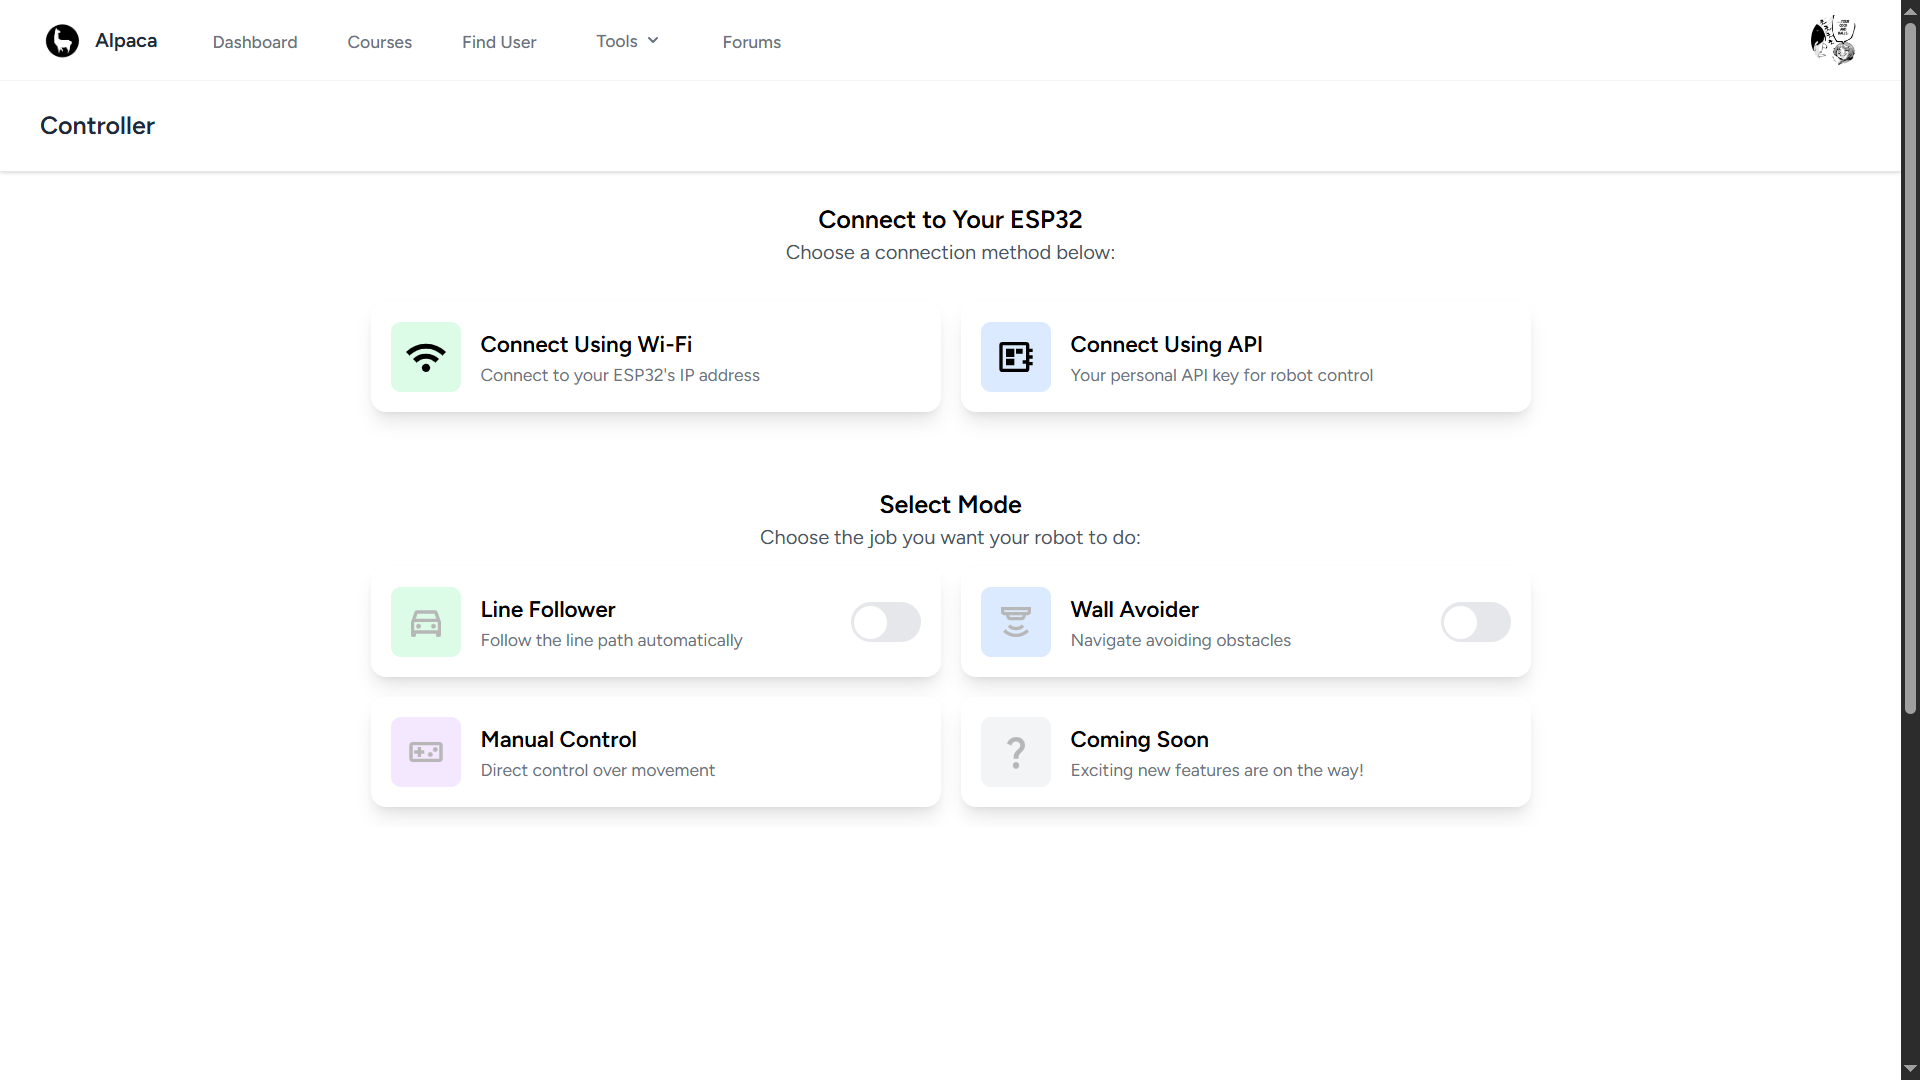 Alpaca
Dashboard
Courses
Find User
Tools
Forums
Controller
Connect to Your ESP32
Choose a connection method below:
Connect Using Wi-Fi
Connect to your ESP32's IP address
Connect Using API
Your personal API key for robot control
Select Mode
Choose the job you want your robot to do:
Line Follower
Follow the line path automatically
Wall Avoider
Navigate avoiding obstacles
Manual Control
Direct control over movement
?
Coming Soon
Exciting new features are on the way!